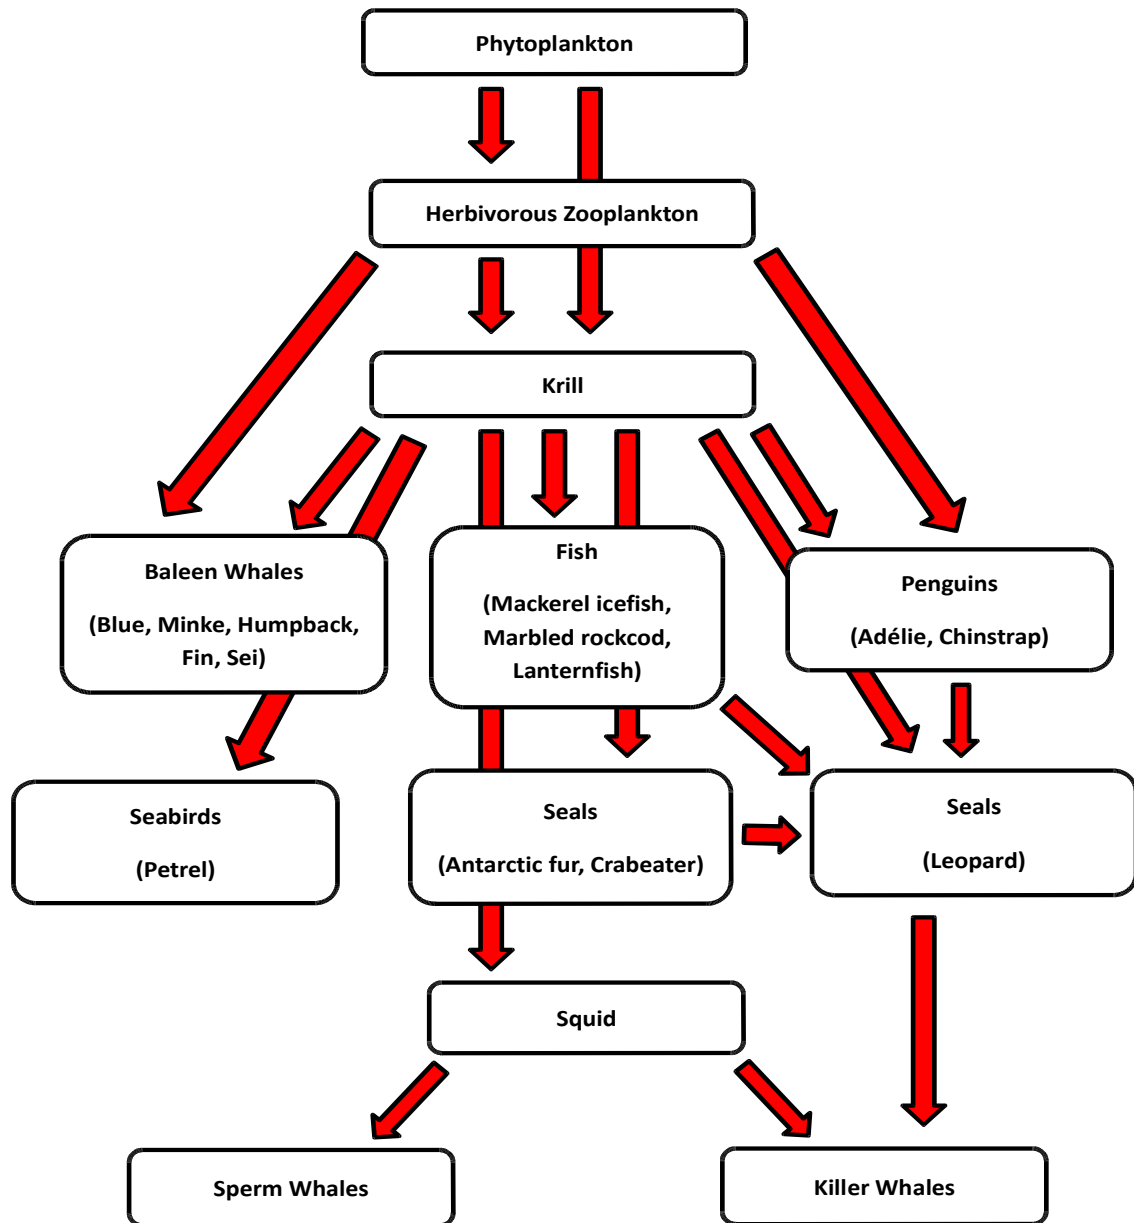 Phytoplankton
Herbivorous Zooplankton
Krill
Baleen Whales
(Blue, Minke, Humpback,
Fin, Sei)
Fish
(Mackerel icefish,
Marbled rockcod,
Lanternfish)
Penguins
(Adélie, Chinstrap)
Seabirds
(Petrel)
Seals
(Antarctic fur, Crabeater)
Seals
(Leopard)
Squid
Sperm Whales
Killer Whales